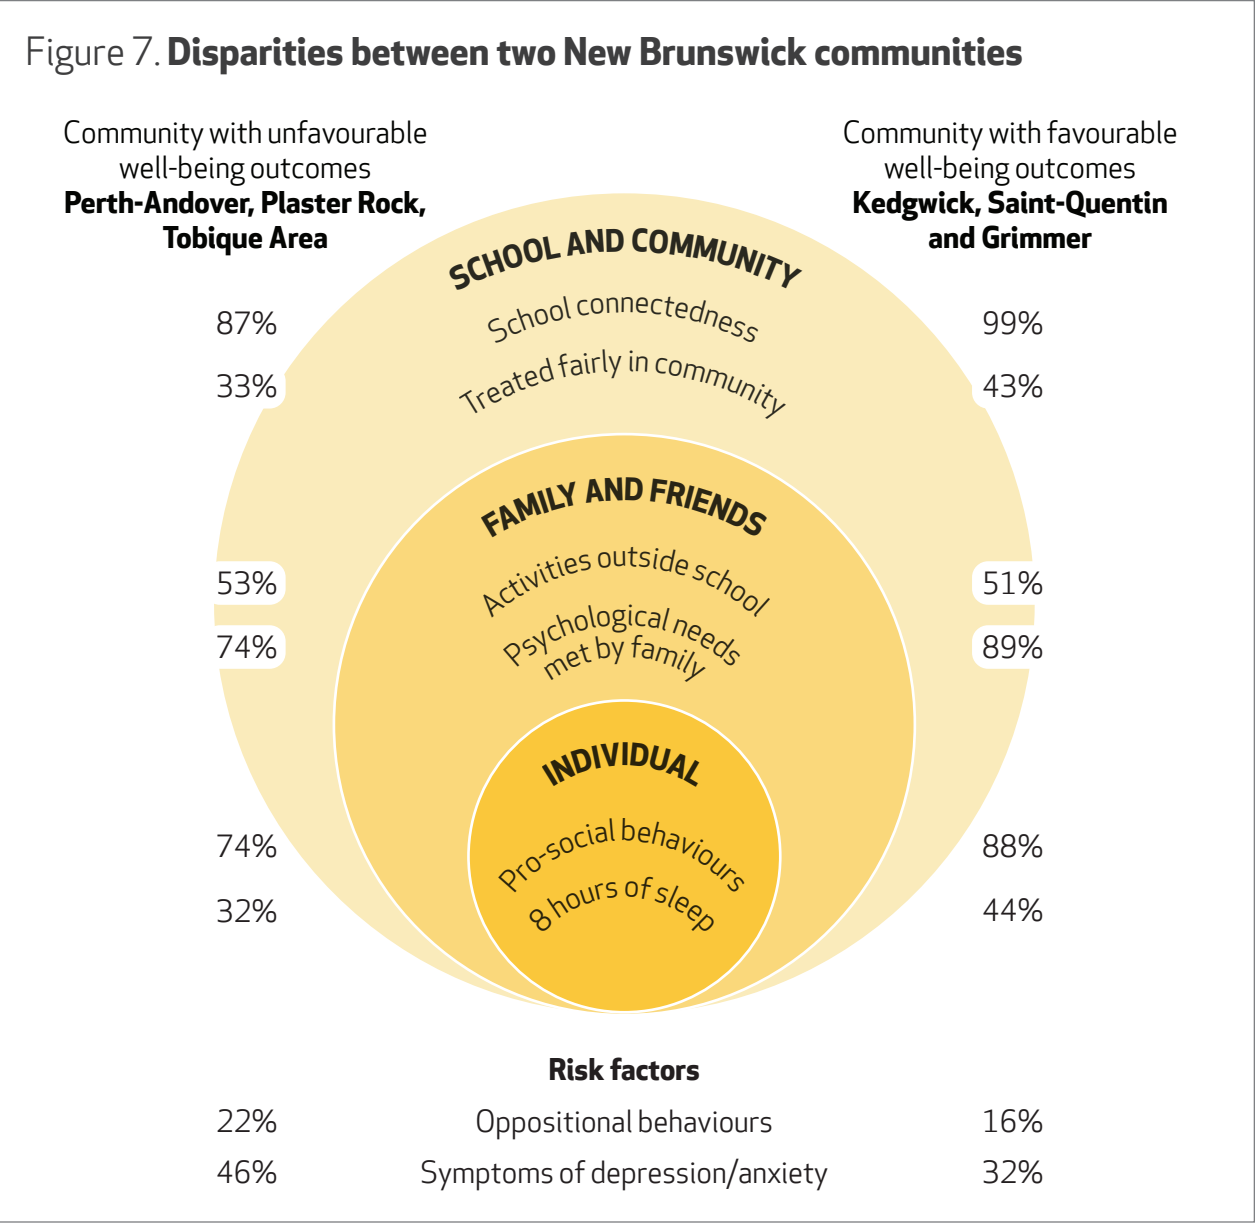 Figure 7. Disparities between two New Brunswick communities
Community with unfavourable
well-being outcomes
Perth-Andover, Plaster Rock,
Tobique Area
Community with favourable
well-being outcomes
Kedgwick, Saint-Quentin
and Grimmer
SCHOOL AND COMMUNITY
87% School connectedness 99%
33% Treated fairly in community 43%
FAMILY AND FRIENDS
53% Activities outside school 51%
74% Psychological needs 89%
met by family
INDIVIDUAL
74% Pro-social behaviours 88%
32% 8 hours of sleep 44%
Risk factors
22% Oppositional behaviours 16%
46% Symptoms of depression/anxiety 32%